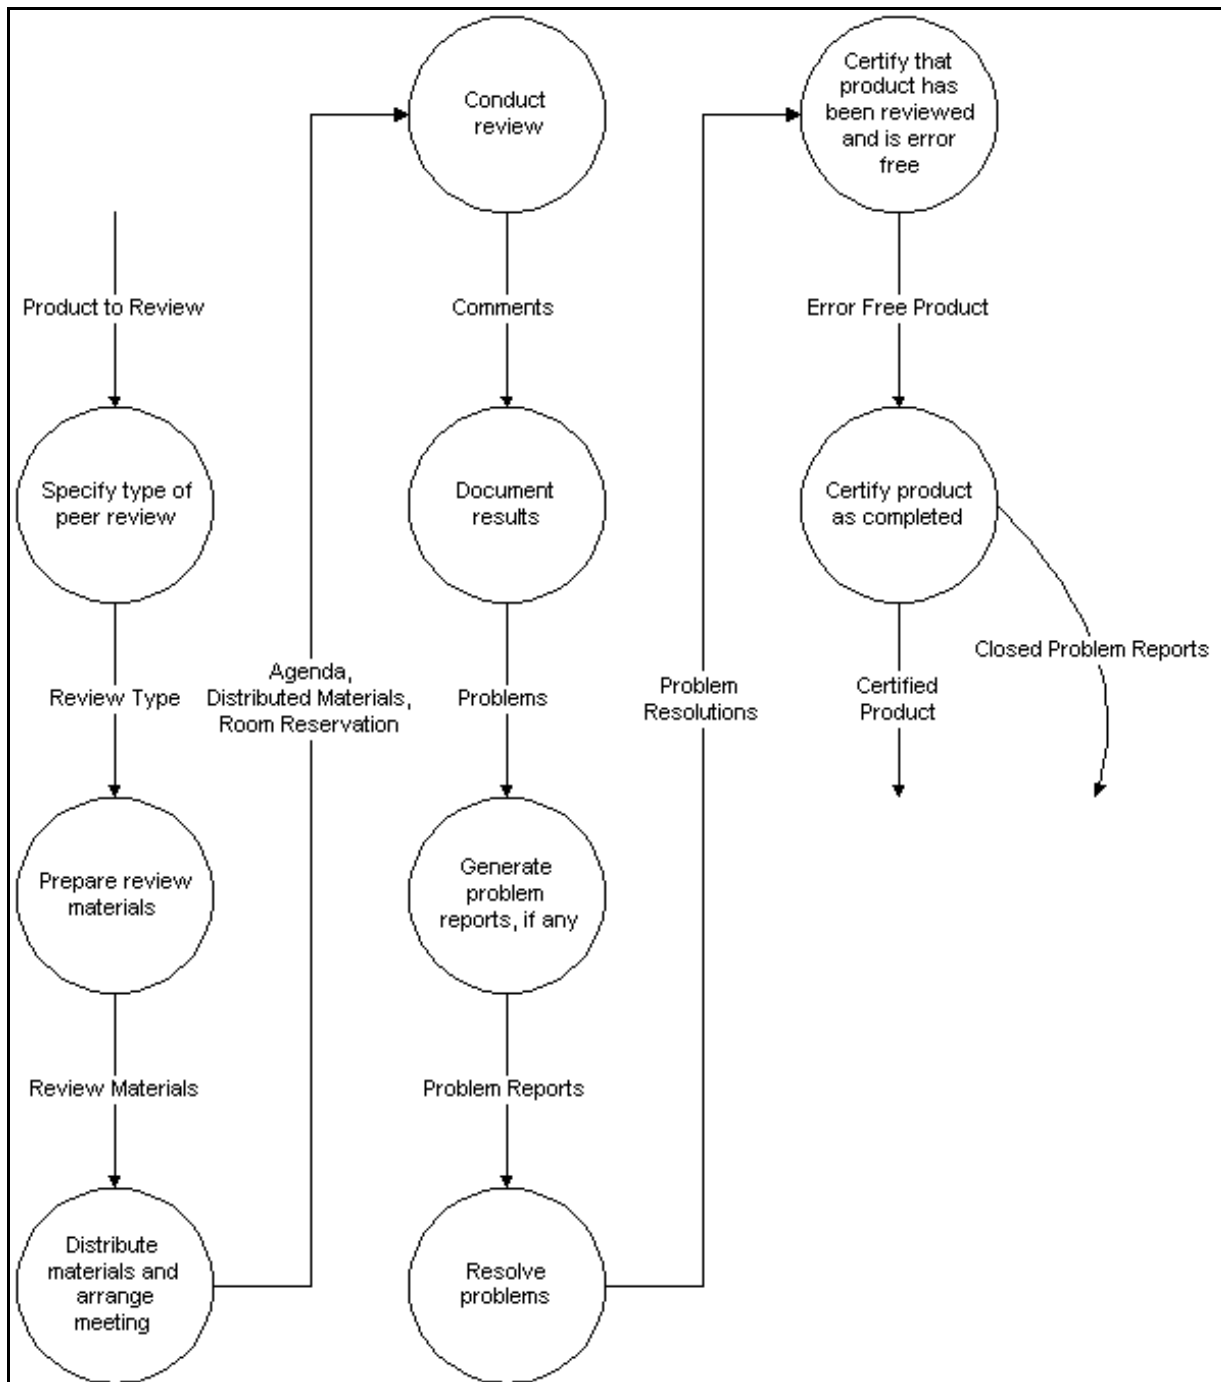 Product to Review
Specify type of
peer review
Review Type
Prepare review
materials
Review Materials
Distribute
materials and
arrange
meeting
Agenda,
Distributed Materials,
Room Reservation
Conduct
review
Comments
Document
results
Problems
Generate
problem
reports, if any
Problem Reports
Resolve
problems
Problem
Resolutions
Certify that
product has
been reviewed
and is error
free
Error Free Product
Certify product
as completed
Certified
Product
Closed Problem Reports